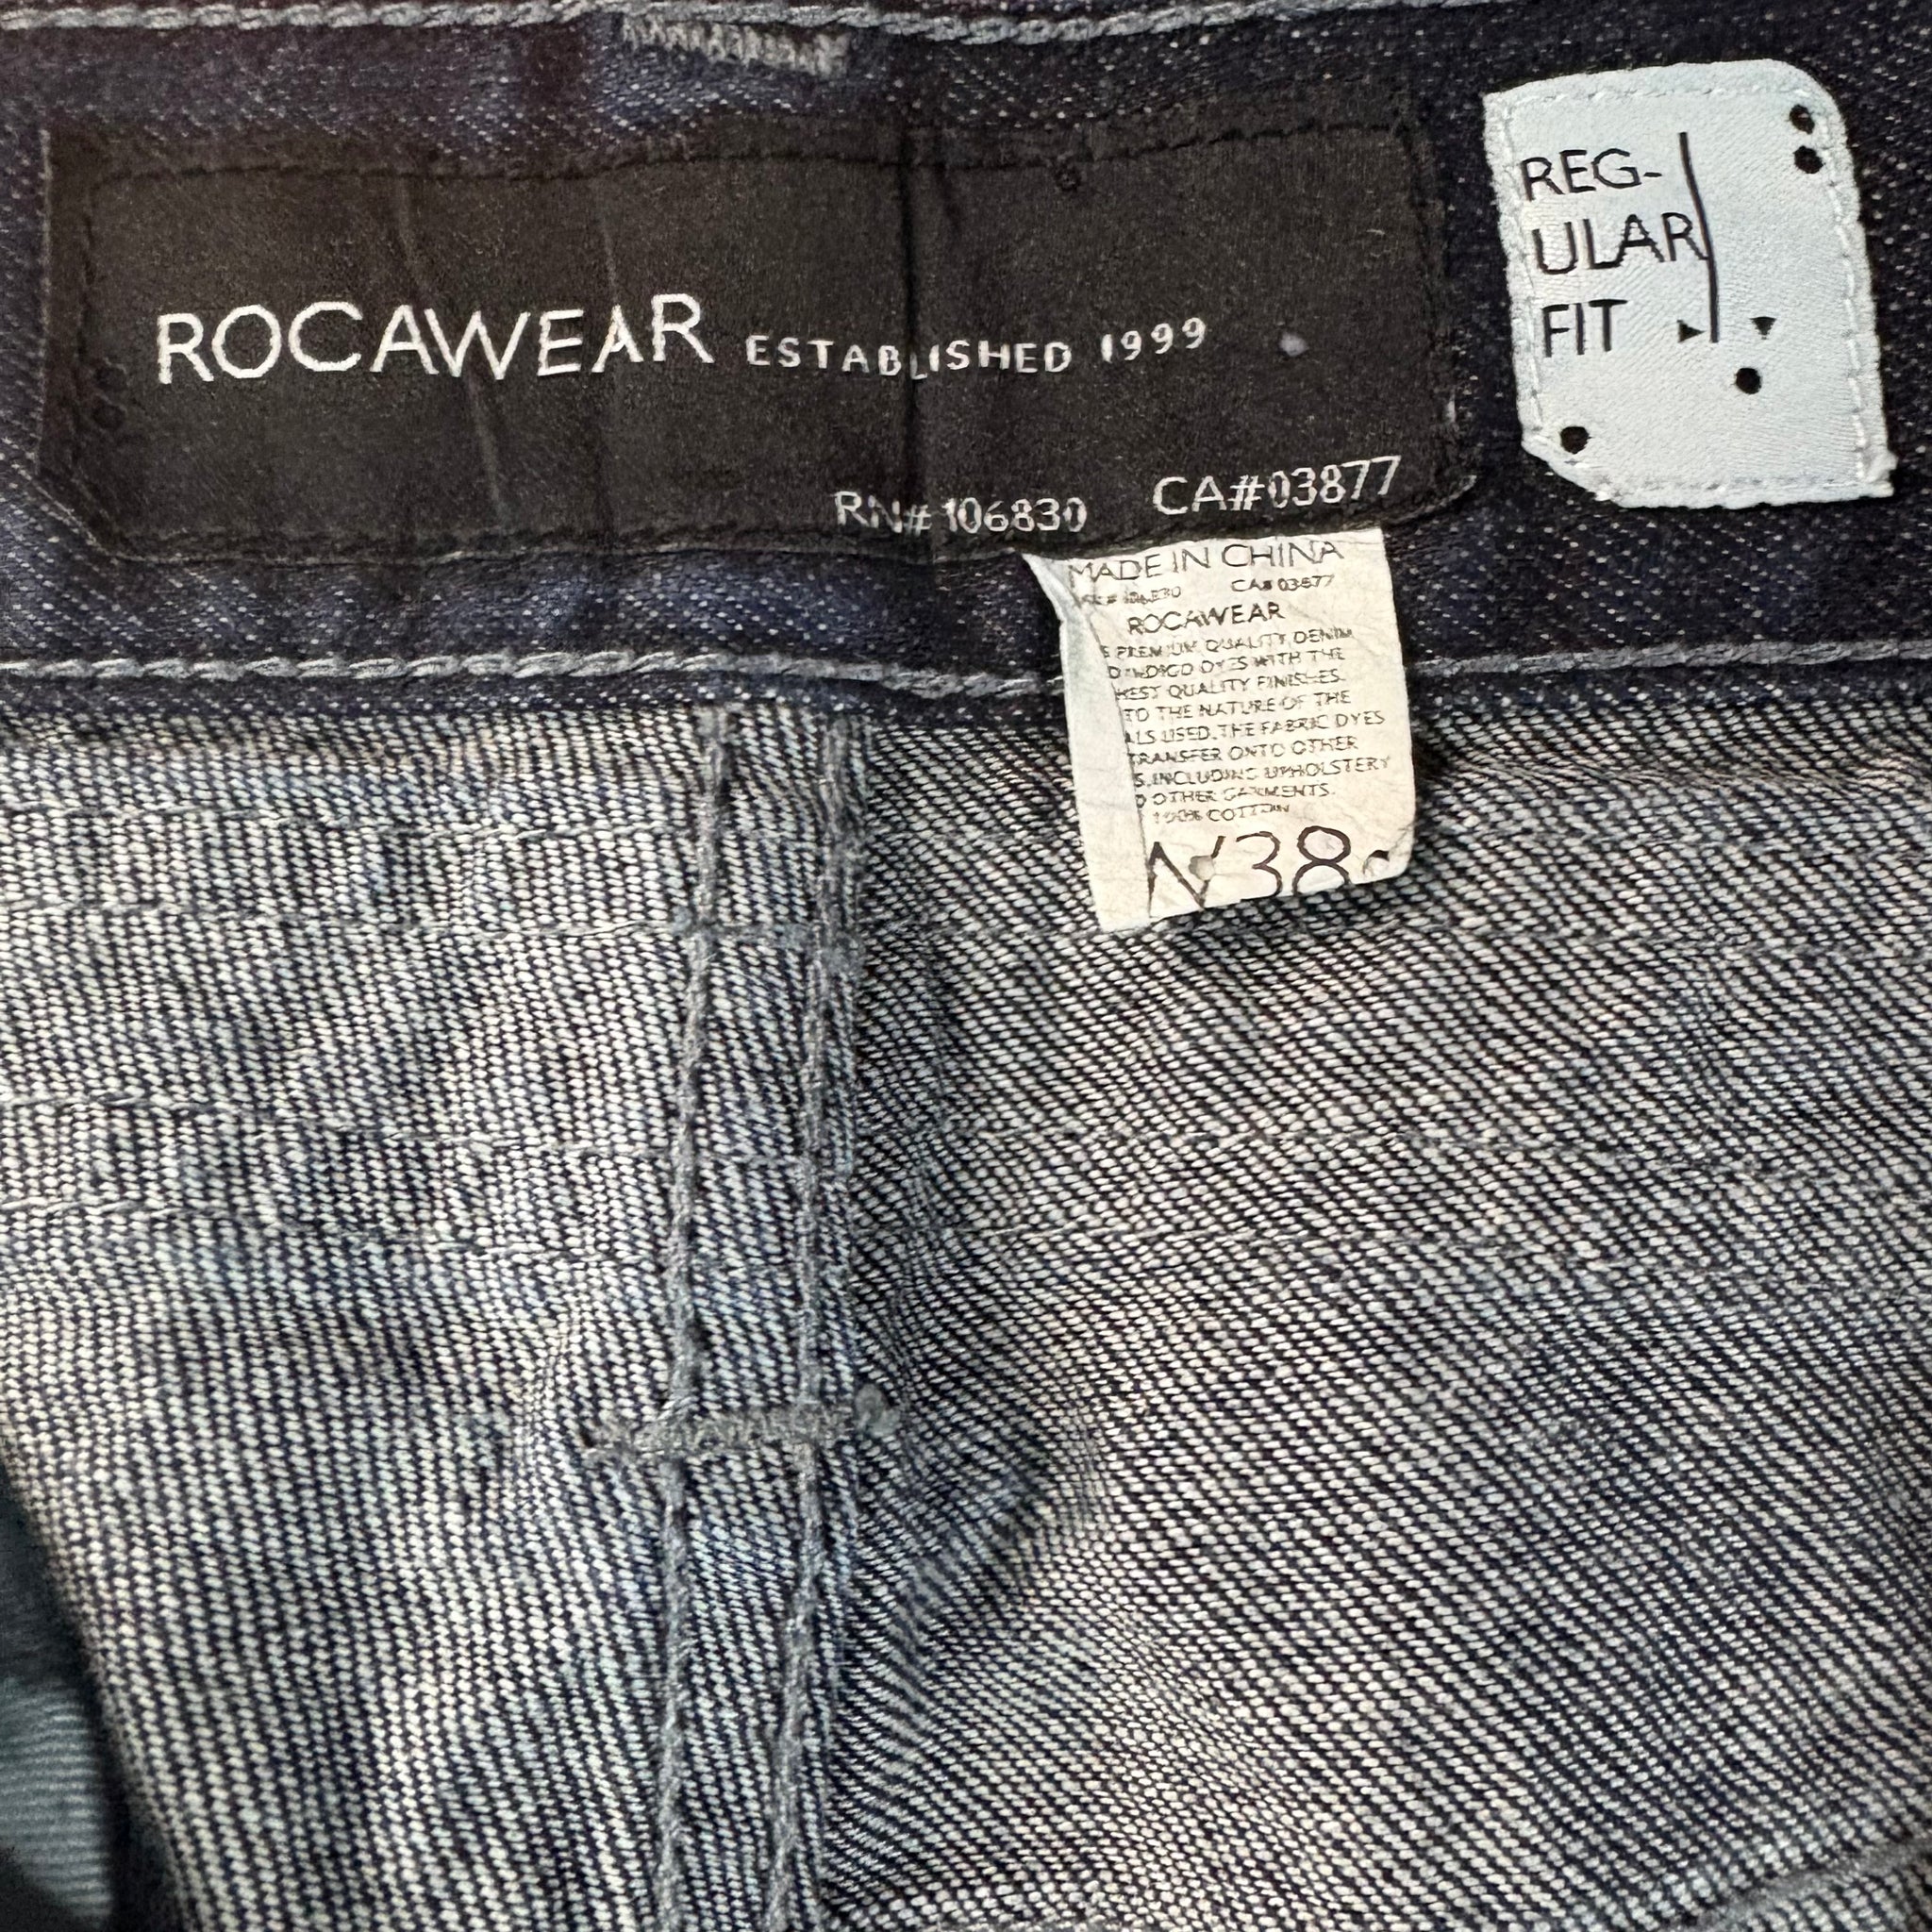 ROCAWEAR ESTABLISHED 1999
RN# 106830 CA#03877
REG-
ULAR
FIT
MADE IN CHINA
CA# 03877
ROCAWEAR
PREMIUM QUALITY DENIM
INDIGO DYES WITH THE
QUALITY FINISHES.
TO THE NATURE OF THE
USED. THE FABRIC DYES
TRANSFER ONTO OTHER
INCLUDING UPHOLSTERY
OTHER GARMENTS.
100% COTTON
38